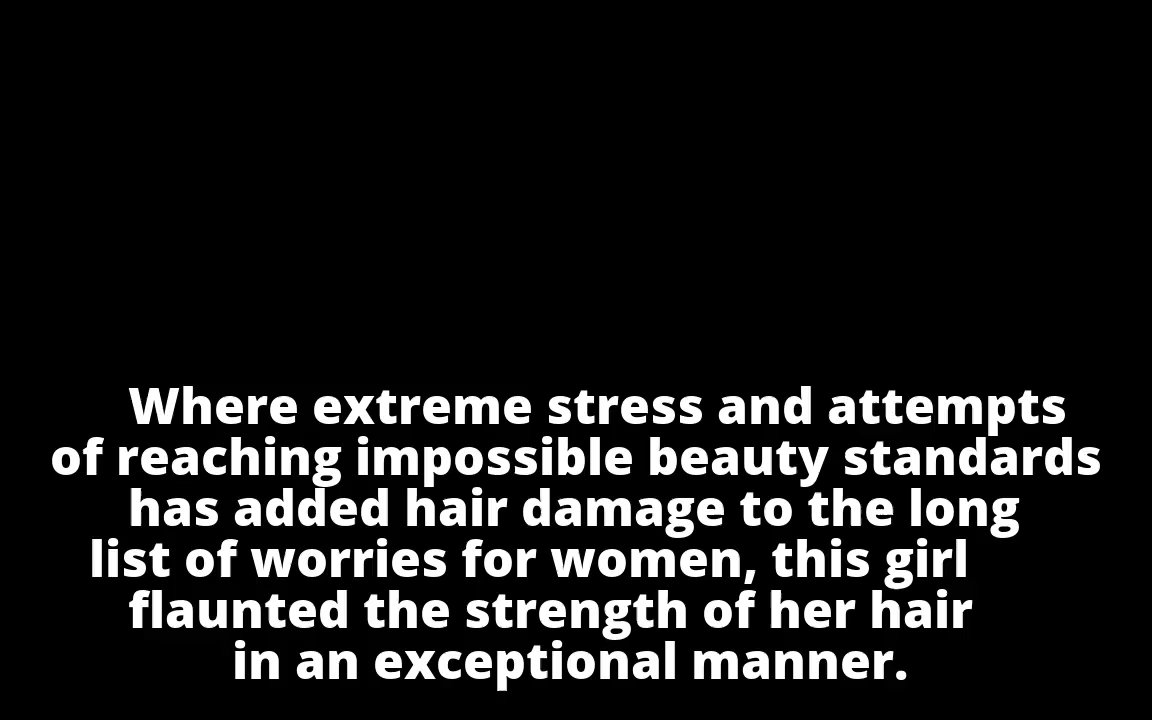 Where extreme stress and attempts
of reaching impossible beauty standards
has added hair damage to the long
list of worries for women, this girl
flaunted the strength of her hair
in an exceptional manner.